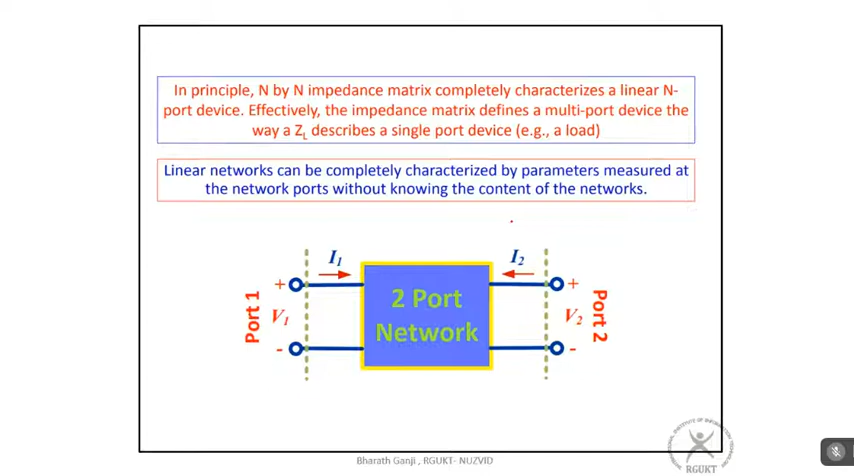 In principle, N by N impedance matrix completely characterizes a linear N-
port device. Effectively, the impedance matrix defines a multi-port device the
way a ZL describes a single port device (e.g., a load)
Linear networks can be completely characterized by parameters measured at
the network ports without knowing the content of the networks.
I1
I2
+
+
Port 1
V1
2 Port
Network
V2
Port 2
-
-
Bharath Ganji , RGUKT- NUZVID
RGUKT